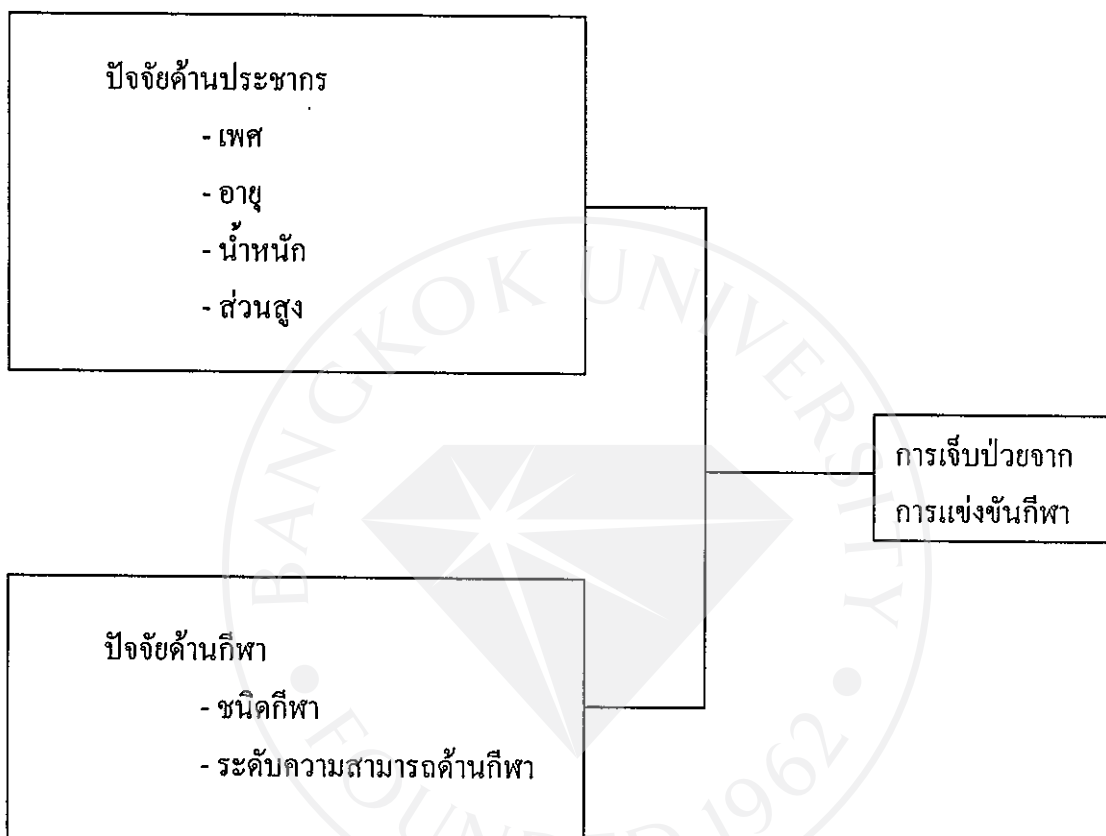 ปัจจัยด้านประชากร
- เพศ
- อายุ
- น้ำหนัก
- ส่วนสูง
การเจ็บป่วยจาก
การแข่งขันกีฬา
ปัจจัยด้านกีฬา
- ชนิดกีฬา
- ระดับความสามารถด้านกีฬา
BANGKOK UNIVERSITY
FOUNDED 1962